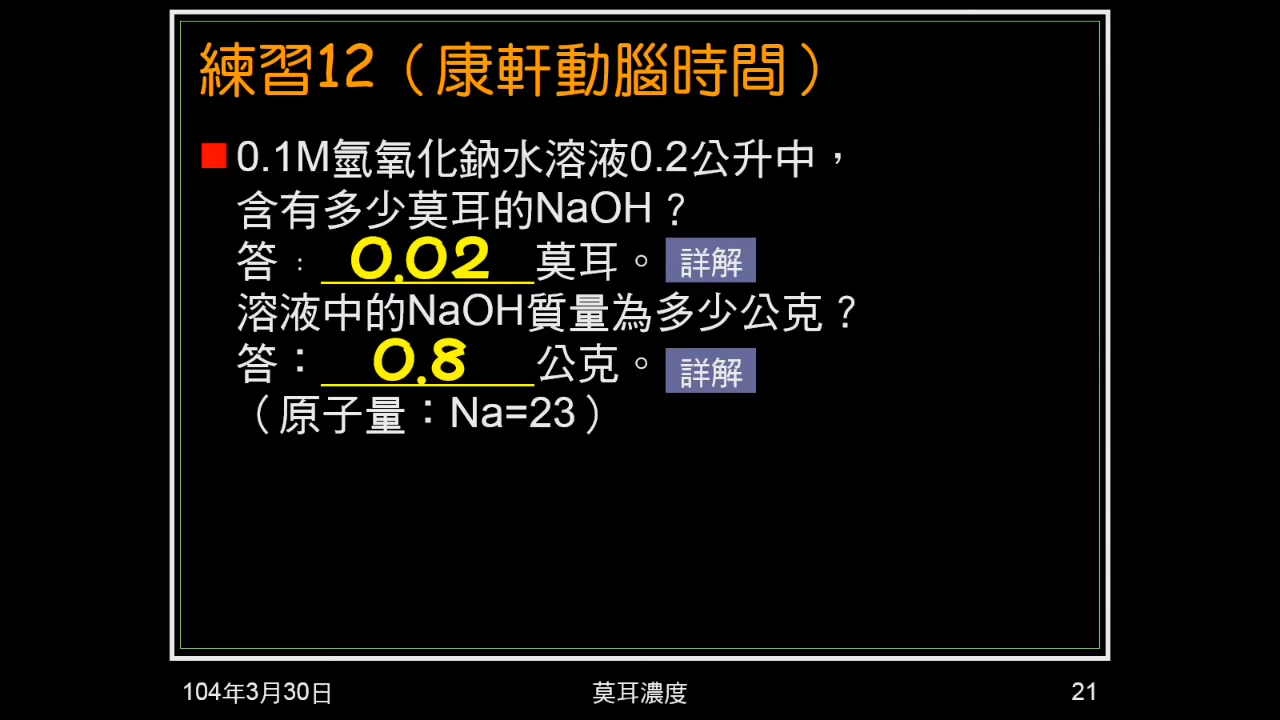 練習12（康軒動腦時間）
0.1M氫氧化鈉水溶液0.2公升中，
含有多少莫耳的NaOH？
答：0.02莫耳。 詳解
溶液中的NaOH質量為多少公克？
答：0.8公克。 詳解
（原子量：Na=23）
104年3月30日 莫耳濃度 21